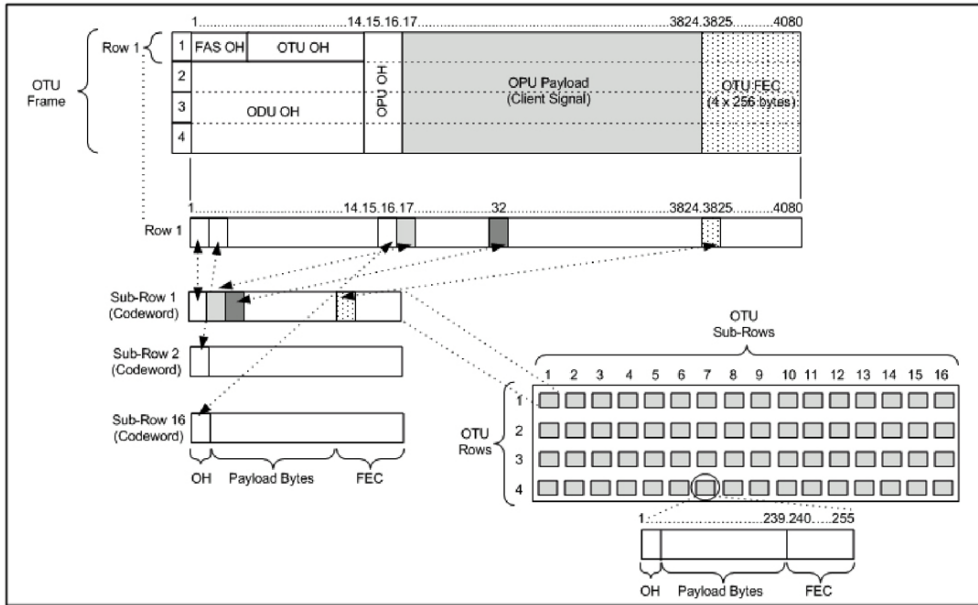 1...............................................14.15.16.17...............................................3824.3825................4080
Row 1
1 FAS OH OTU OH
2
3
4
OTU
Frame
ODU OH
OPU OH
OPU Payload
(Client Signal)
OTU FEC
(4 x 256 bytes)
1...............................................14.15.16.17.....................32.....................3824.3825................4080
Row 1
Sub-Row 1
(Codeword)
Sub-Row 2
(Codeword)
Sub-Row 16
(Codeword)
OH Payload Bytes FEC
OTU
Sub-Rows
1 2 3 4 5 6 7 8 9 10 11 12 13 14 15 16
OTU
Rows
1
2
3
4
1...............................239.240......255
OH Payload Bytes FEC